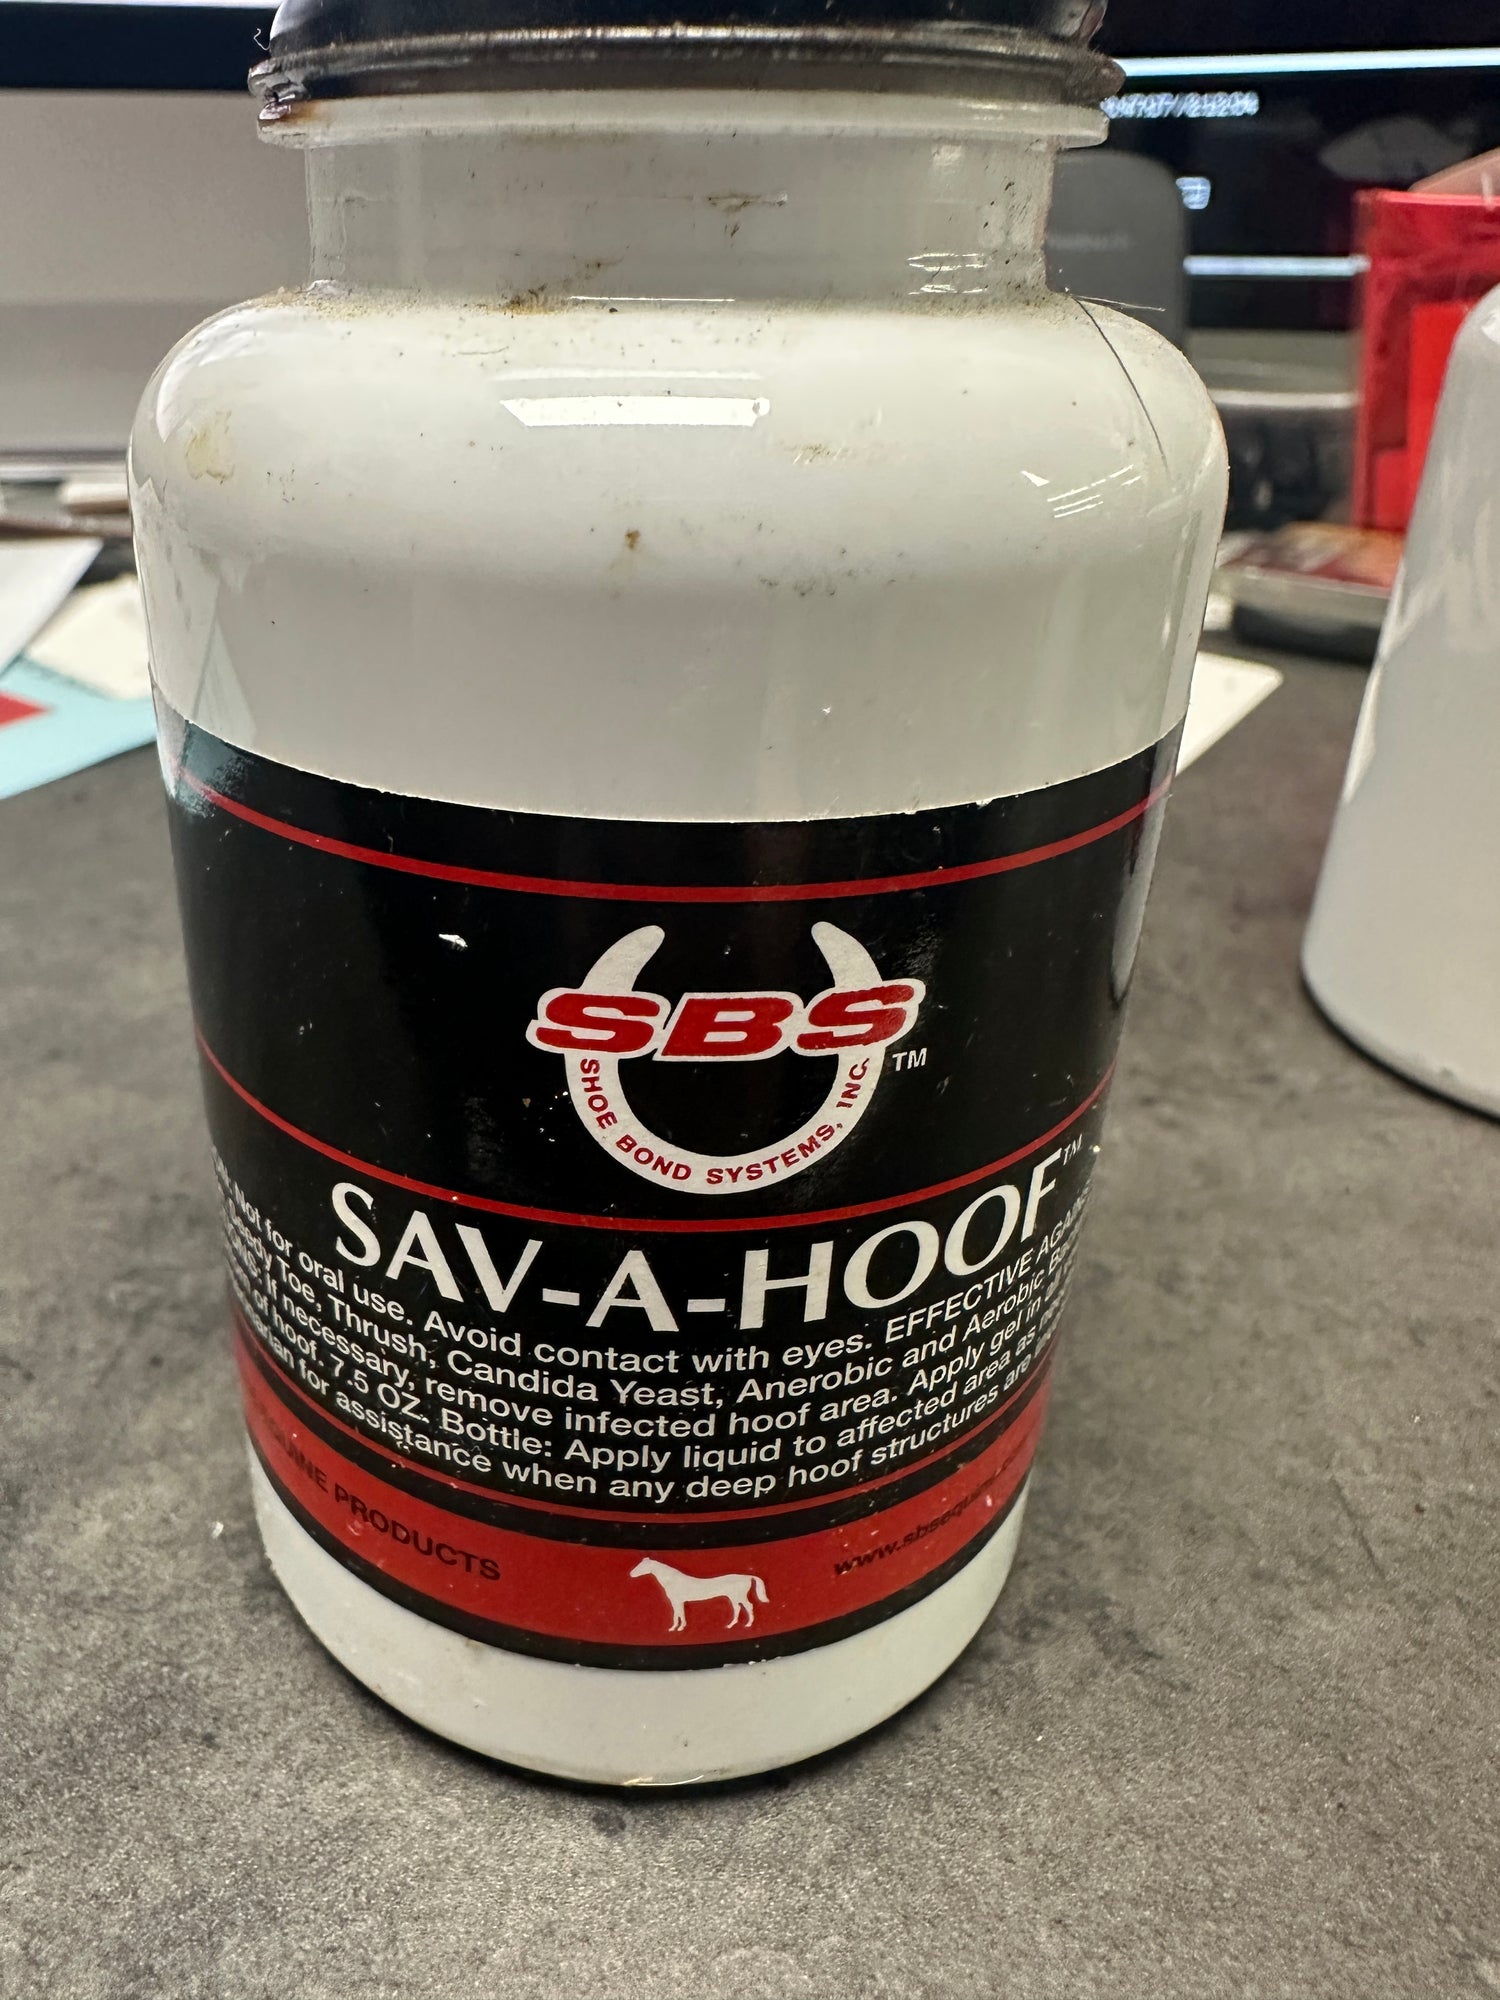 SBS
TM
SHOE BOND SYSTEMS, INC.
SAV-A-HOOF™
Not for oral use. Avoid contact with eyes. EFFECTIVE
Toe, Thrush, Candida Yeast, Anerobic and Aerobic
If necessary, remove infected hoof area. Apply gel in
of hoof. 7.5 OZ. Bottle: Apply liquid to affected area as
for assistance when any deep hoof structures are
PRODUCTS